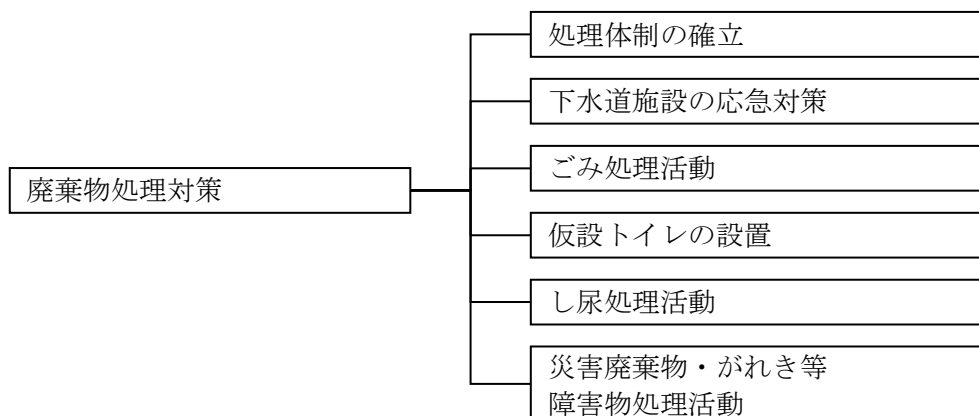 処理体制の確立
下水道施設の応急対策
ごみ処理活動
廃棄物処理対策
仮設トイレの設置
し尿処理活動
災害廃棄物・がれき等
障害物処理活動